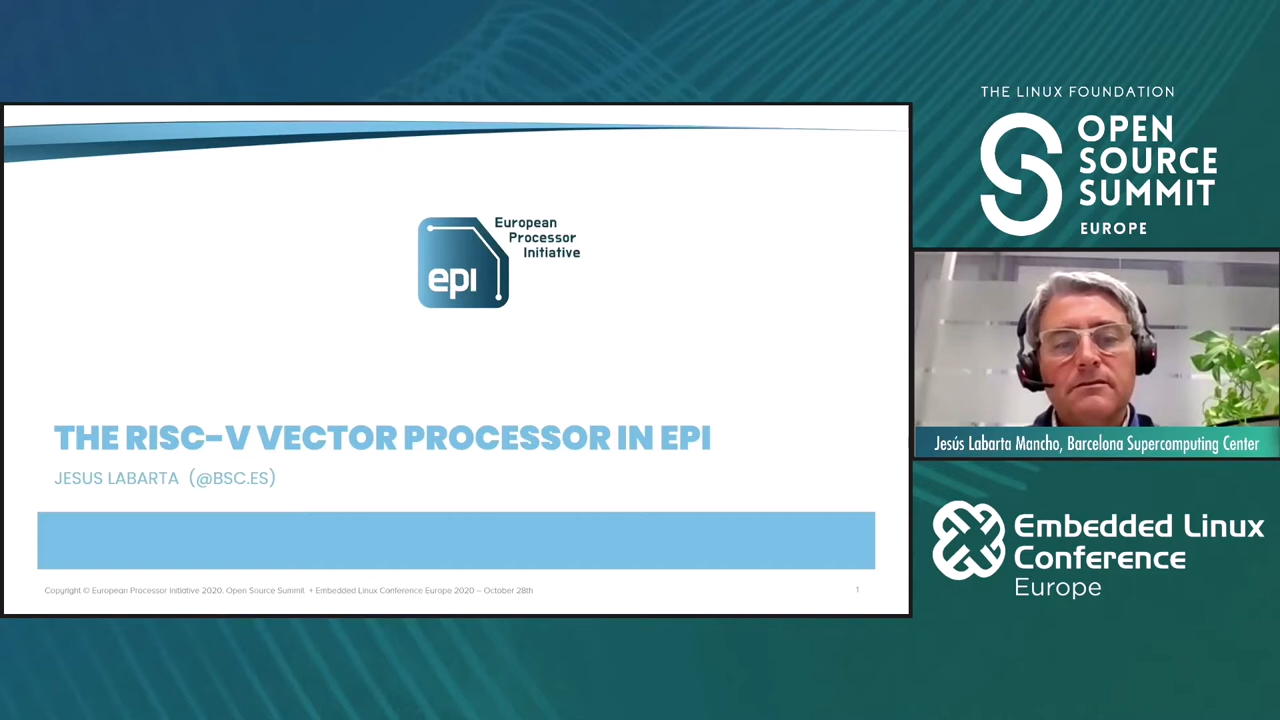 European
Processor
Initiative
epi
THE RISC-V VECTOR PROCESSOR IN EPI
JESUS LABARTA (@BSC.ES)
Copyright © European Processor Initiative 2020. Open Source Summit + Embedded Linux Conference Europe 2020 – October 28th
1
THE LINUX FOUNDATION
OPEN
SOURCE
SUMMIT
EUROPE
Jesús Labarta Mancho, Barcelona Supercomputing Center
Embedded Linux
Conference
Europe